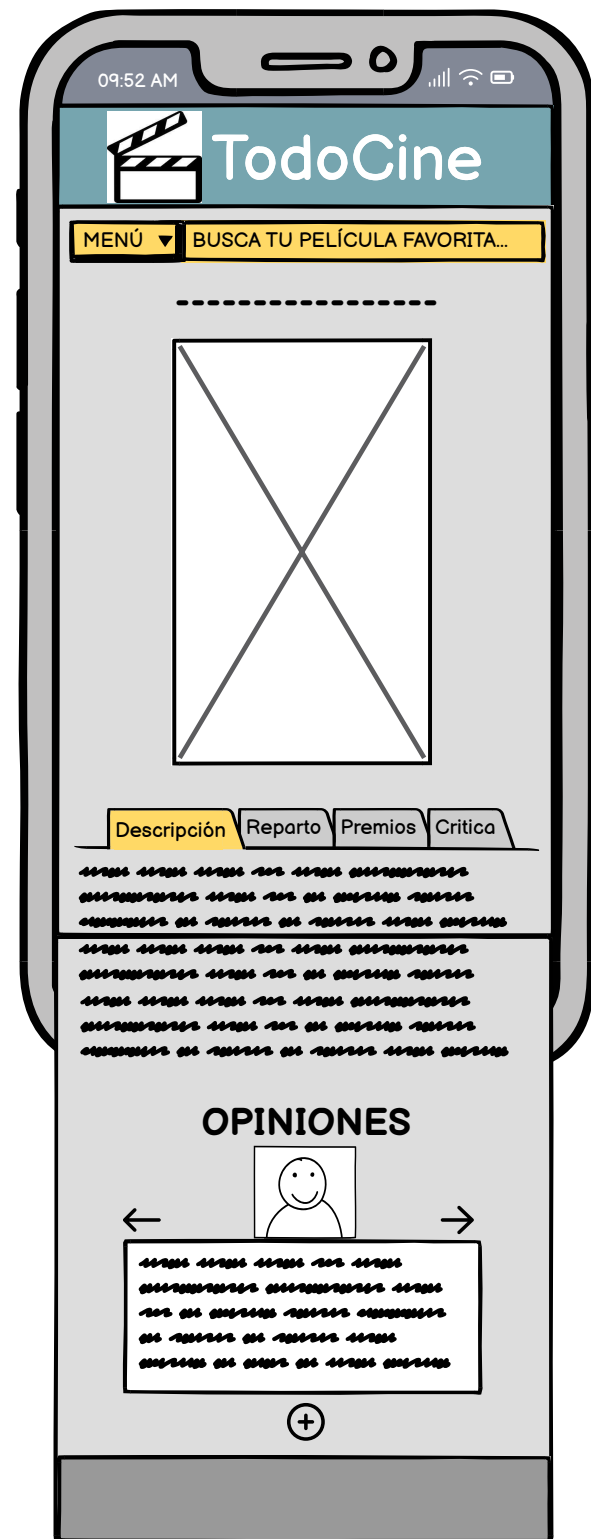 09:52 AM
TodoCine
MENÚ BUSCA TU PELÍCULA FAVORITA...
Descripción Reparto Premios Critica
OPINIONES